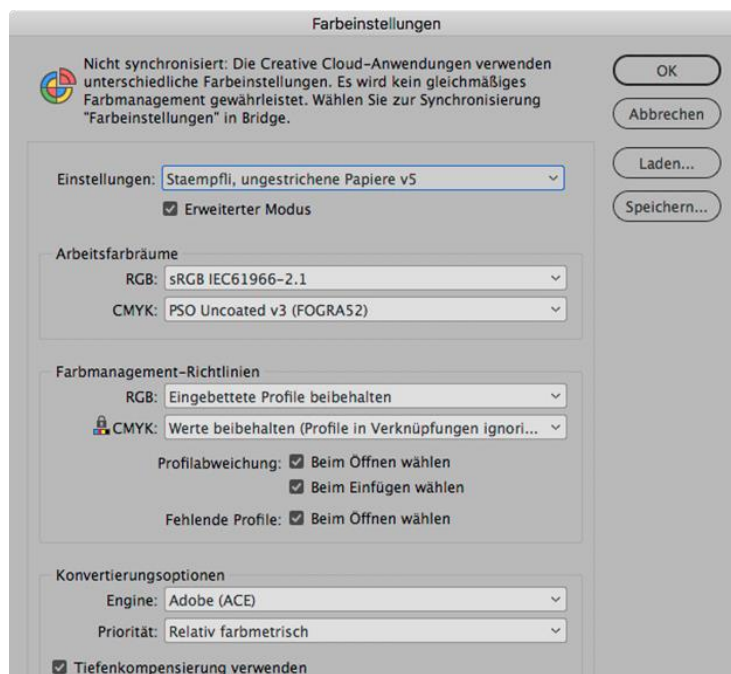 Farbeinstellungen
Nicht synchronisiert: Die Creative Cloud-Anwendungen verwenden
unterschiedliche Farbeinstellungen. Es wird kein gleichmäßiges
Farbmanagement gewährleistet. Wählen Sie zur Synchronisierung
"Farbeinstellungen" in Bridge.
OK
Abbrechen
Laden...
Speichern...
Einstellungen: Staempfli, ungestrichene Papiere v5
Erweiterter Modus
Arbeitsfarbräume
RGB: sRGB IEC61966-2.1
CMYK: PSO Uncoated v3 (FOGRA52)
Farbmanagement-Richtlinien
RGB: Eingebettete Profile beibehalten
CMYK: Werte beibehalten (Profile in Verknüpfungen ignori...
Profilabweichung: Beim Öffnen wählen
Beim Einfügen wählen
Fehlende Profile: Beim Öffnen wählen
Konvertierungsoptionen
Engine: Adobe (ACE)
Priorität: Relativ farbmetrisch
Tiefenkompensierung verwenden